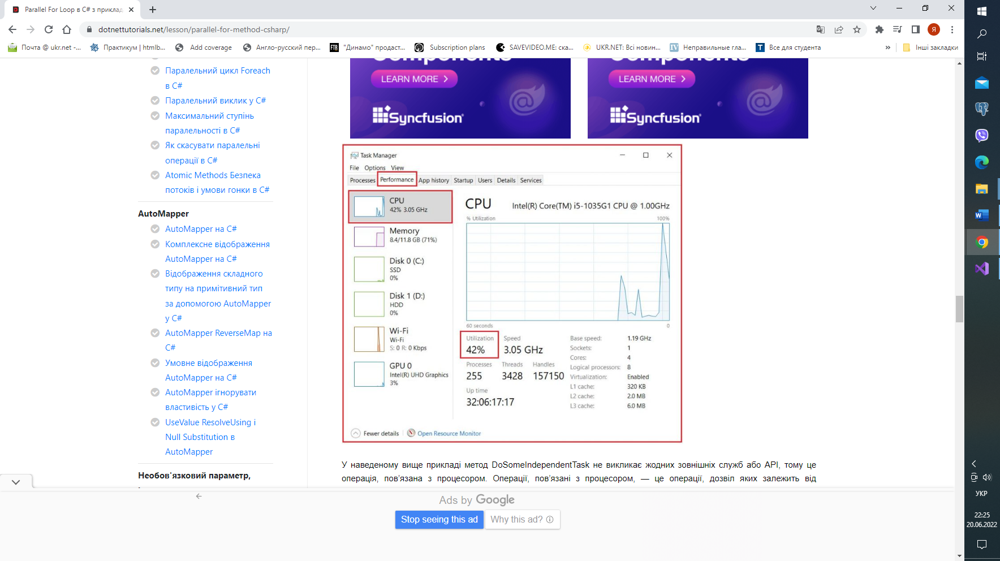 Parallel For Loop в C# з приклад
dotnettutorials.net/lesson/parallel-for-method-csharp/
Я
Почта @ ukr.net -...
Практикум | htmlb...
Add coverage
Англо-русский пер...
FTR
"Динамо" продаст...
Subscription plans
SAVEVIDEO.ME: ска...
UKR.NET: Всі новин...
Неправильные гла...
Все для студента
»
Інші закладки
Паралельний цикл Foreach
в C#
Паралельний виклик у C#
Максимальний ступінь
паралельності в C#
Як скасувати паралельні
операції в C#
Atomic Methods Безпека
потоків і умови гонки в C#
AutoMapper
AutoMapper на C#
Комплексне відображення
AutoMapper на C#
Відображення складного
типу на примітивний тип
за допомогою AutoMapper
у C#
AutoMapper ReverseMap на
C#
Умовне відображення
AutoMapper на C#
AutoMapper ігнорувати
властивість у C#
UseValue ResolveUsing і
Null Substitution в
AutoMapper
Необов'язковий параметр,
Components
LEARN MORE
Syncfusion
Components
LEARN MORE
Syncfusion
Task Manager
File Options View
Processes Performance App history Startup Users Details Services
CPU
42% 3.05 GHz
Memory
8.4/11.8 GB (71%)
Disk 0 (C:)
SSD
0%
Disk 1 (D:)
HDD
0%
Wi-Fi
Wi-Fi
S: 0 R: 0 Kbps
GPU 0
Intel(R) UHD Graphics
3%
CPU Intel(R) Core(TM) i5-1035G1 CPU @ 1.00GHz
% Utilization 100%
60 seconds 0
Utilization Speed
42% 3.05 GHz
Processes Threads Handles
255 3428 157150
Up time
32:06:17:17
Base speed: 1.19 GHz
Sockets: 1
Cores: 4
Logical processors: 8
Virtualization: Enabled
L1 cache: 320 KB
L2 cache: 2.0 MB
L3 cache: 6.0 MB
Fewer details Open Resource Monitor
У наведеному вище прикладі метод DoSomeIndependentTask не викликає жодних зовнішніх служб або API, тому це
операція, пов’язана з процесором. Операції, пов’язані з процесором, — це операції, дозвіл яких залежить від
Ads by Google
Stop seeing this ad
Why this ad?
УКР
22:25
20.06.2022